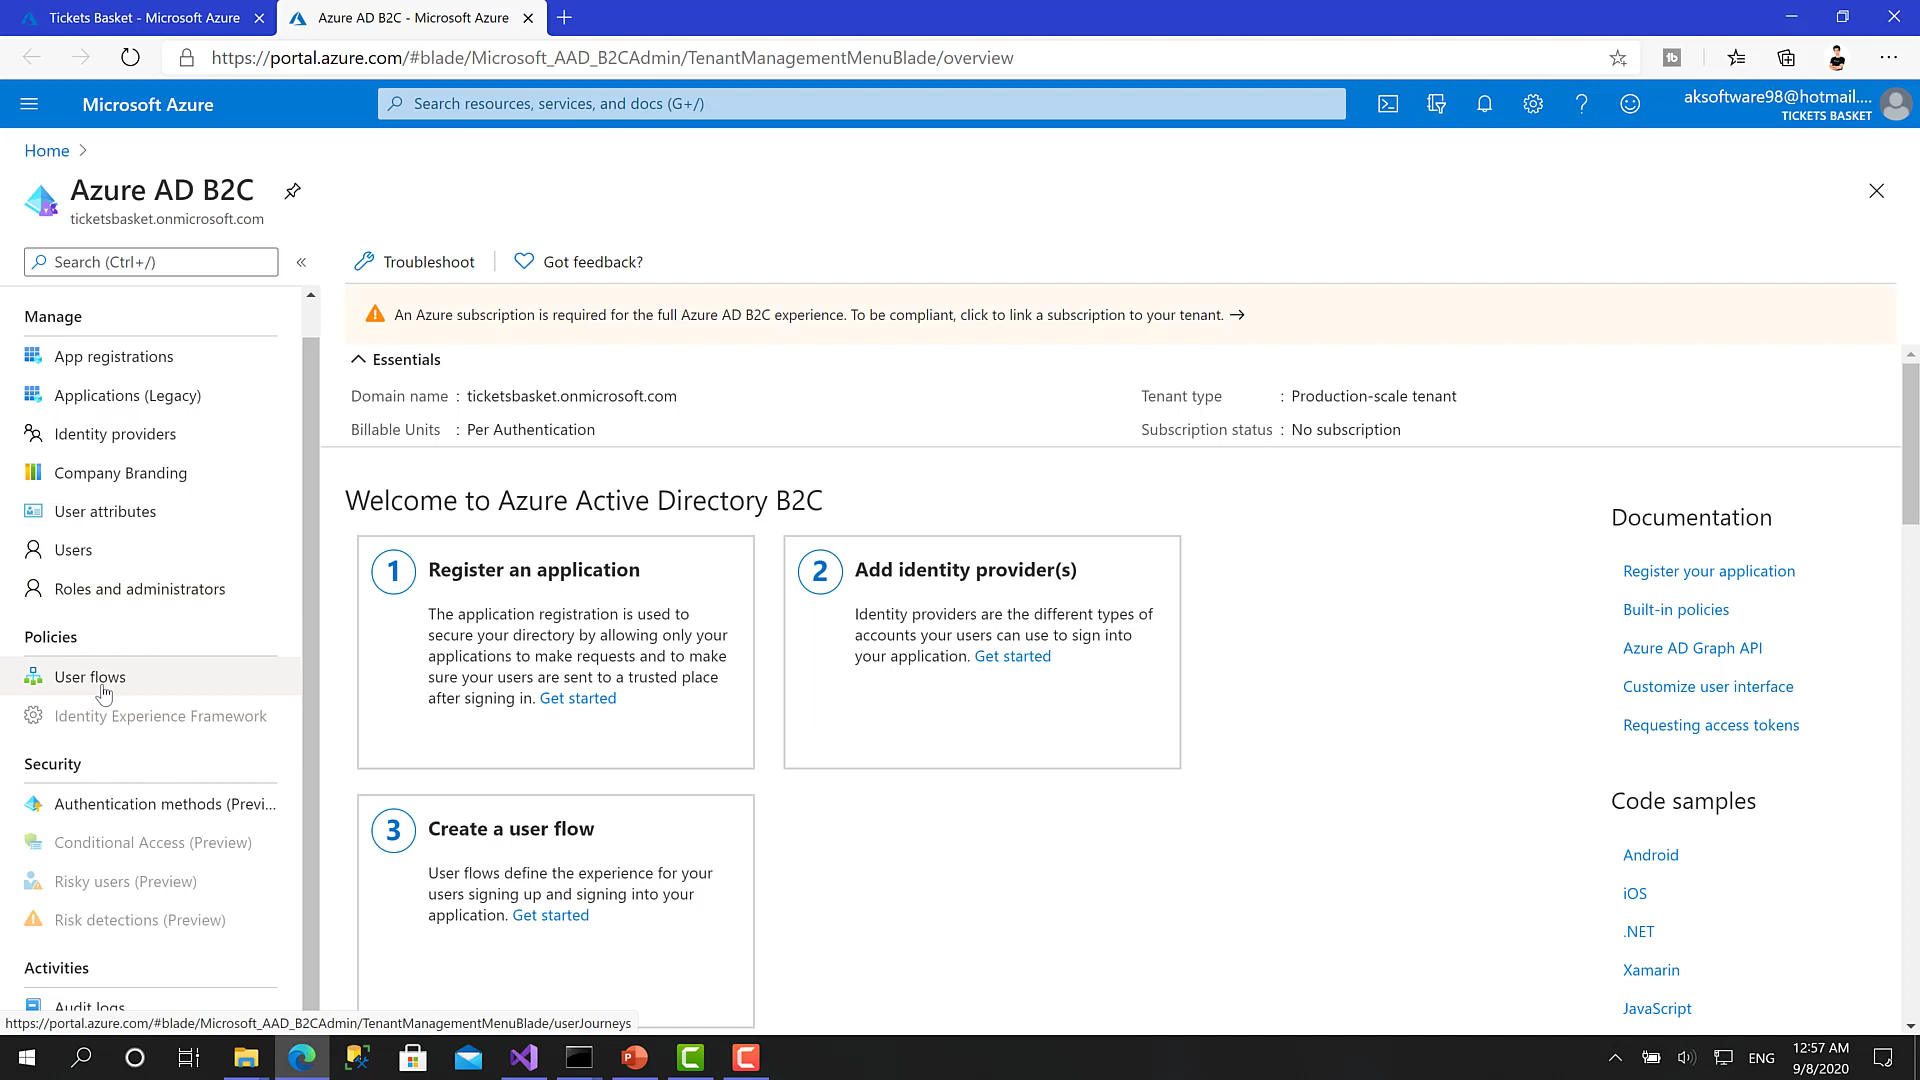 Tickets Basket - Microsoft Azure
Azure AD B2C - Microsoft Azure
https://portal.azure.com/#blade/Microsoft_AAD_B2CAdmin/TenantManagementMenuBlade/overview
Microsoft Azure
Search resources, services, and docs (G+/)
aksoftware98@hotmail....
TICKETS BASKET
Home
Azure AD B2C
ticketsbasket.onmicrosoft.com
Search (Ctrl+/)
Manage
App registrations
Applications (Legacy)
Identity providers
Company Branding
User attributes
Users
Roles and administrators
Policies
User flows
Identity Experience Framework
Security
Authentication methods (Previ...
Conditional Access (Preview)
Risky users (Preview)
Risk detections (Preview)
Activities
Audit logs
Troubleshoot
Got feedback?
An Azure subscription is required for the full Azure AD B2C experience. To be compliant, click to link a subscription to your tenant.
Essentials
Domain name : ticketsbasket.onmicrosoft.com
Billable Units : Per Authentication
Tenant type : Production-scale tenant
Subscription status : No subscription
Welcome to Azure Active Directory B2C
1 Register an application
The application registration is used to
secure your directory by allowing only your
applications to make requests and to make
sure your users are sent to a trusted place
after signing in. Get started
2 Add identity provider(s)
Identity providers are the different types of
accounts your users can use to sign into
your application. Get started
3 Create a user flow
User flows define the experience for your
users signing up and signing into your
application. Get started
Documentation
Register your application
Built-in policies
Azure AD Graph API
Customize user interface
Requesting access tokens
Code samples
Android
iOS
.NET
Xamarin
JavaScript
https://portal.azure.com/#blade/Microsoft_AAD_B2CAdmin/TenantManagementMenuBlade/userJourneys
ENG
12:57 AM
9/8/2020